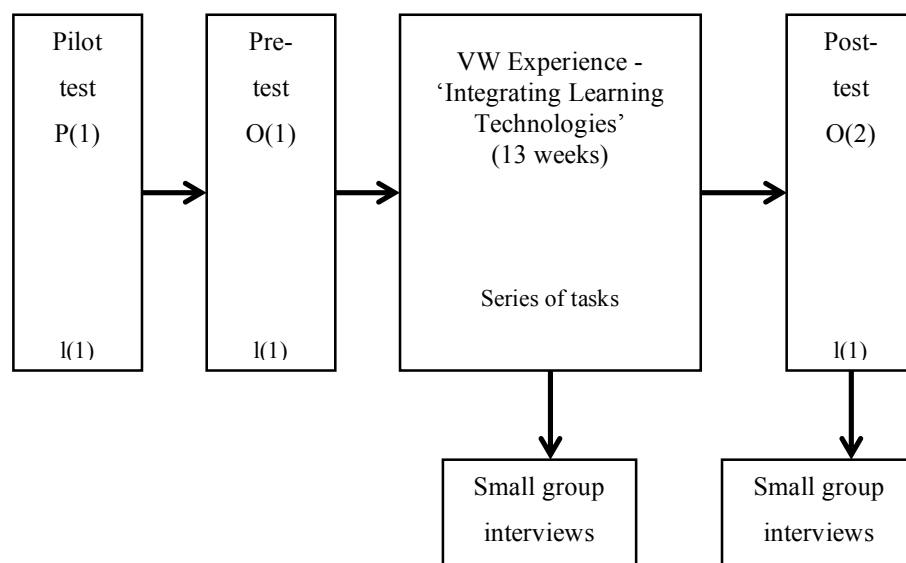 Pilot
test
P(1)
l(1)
Pre-
test
O(1)
l(1)
VW Experience -
‘Integrating Learning
Technologies’
(13 weeks)
Series of tasks
Post-
test
O(2)
l(1)
Small group
interviews
Small group
interviews